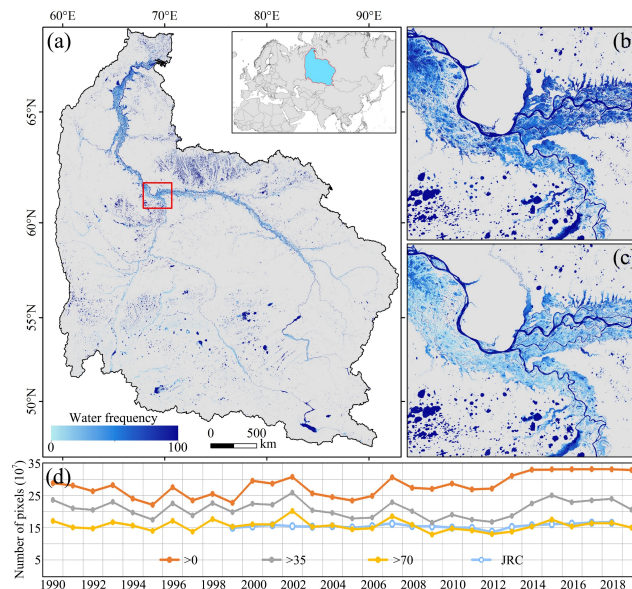 60°E 70°E 80°E 90°E
(a)
(b)
65°N
60°N
(c)
55°N
50°N
Water frequency
0 100 0 500
km
(d)
Number of pixels (10⁷)
35
25
15
5
>0 >35 >70 JRC
1990 1992 1994 1996 1998 2000 2002 2004 2006 2008 2010 2012 2014 2016 2018